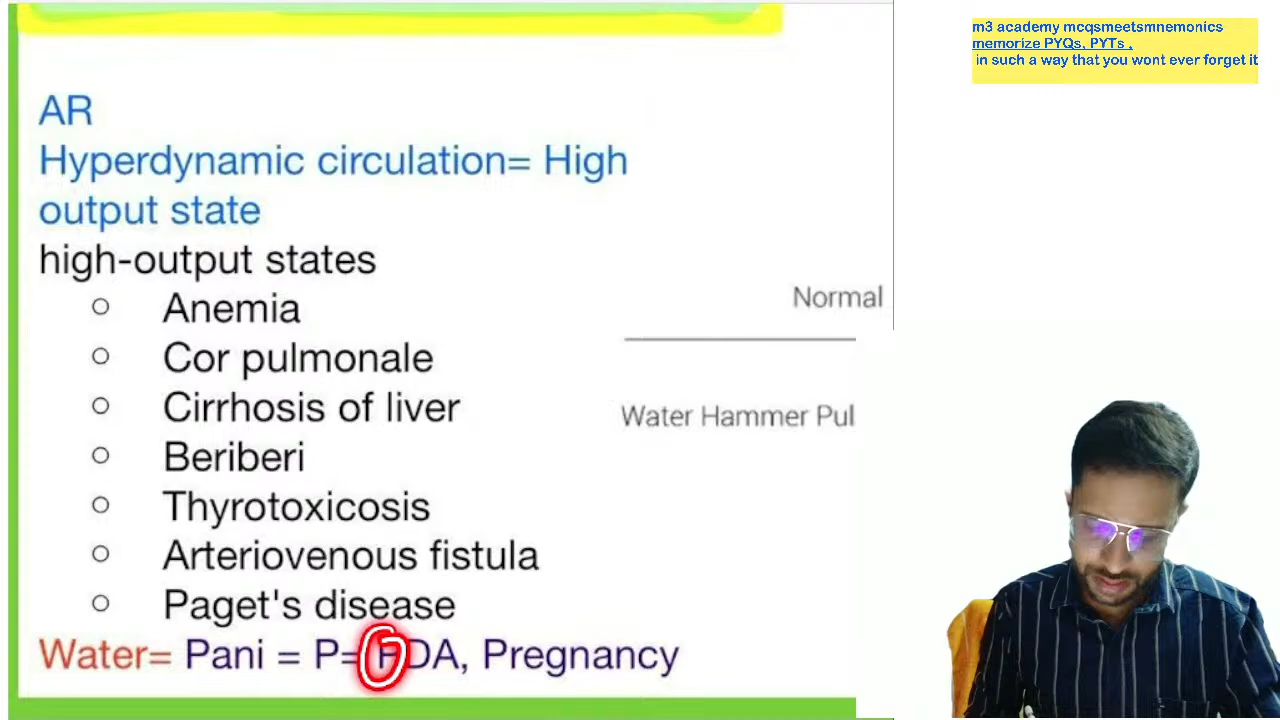 m3 academy mcqsmeetsmnemonics
memorize PYQs, PYTs ,
in such a way that you wont ever forget it
AR
Hyperdynamic circulation= High
output state
high-output states
○ Anemia
○ Cor pulmonale
○ Cirrhosis of liver
○ Beriberi
○ Thyrotoxicosis
○ Arteriovenous fistula
○ Paget's disease
Water= Pani = P= PDA, Pregnancy
Normal
Water Hammer Pul